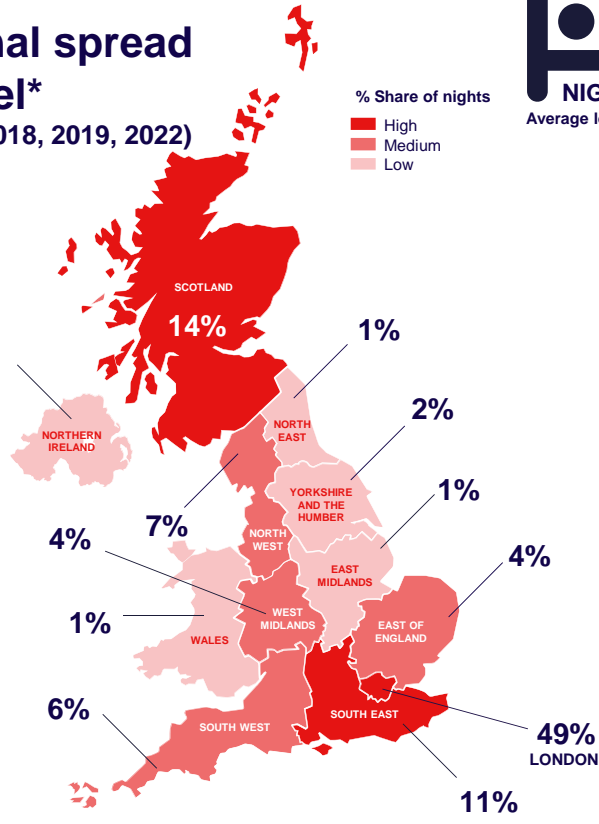 nal spread
el*
018, 2019, 2022)
% Share of nights
High
Medium
Low
NIG
Average le
SCOTLAND
14%
1%
NORTHERN
IRELAND
NORTH
EAST
2%
YORKSHIRE
AND THE
HUMBER
1%
7%
NORTH
WEST
4%
EAST
MIDLANDS
4%
1%
WALES
WEST
MIDLANDS
EAST OF
ENGLAND
6%
SOUTH WEST
SOUTH EAST
49%
LONDON
11%